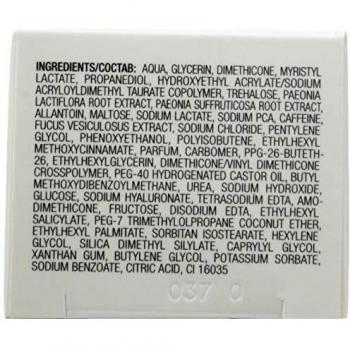 INGREDIENTS/СОСТАВ: AQUA, GLYCERIN, DIMETHICONE, MYRISTYL
LACTATE, PROPANEDIOL, HYDROXYETHYL ACRYLATE/SODIUM
ACRYLOYLDIMETHYL TAURATE COPOLYMER, TREHALOSE, PAEONIA
LACTIFLORA ROOT EXTRACT, PAEONIA SUFFRUTICOSA ROOT EXTRACT,
ALLANTOIN, MALTOSE, SODIUM LACTATE, SODIUM PCA, CAFFEINE,
FUCUS VESICULOSUS EXTRACT, SODIUM CHLORIDE, PENTYLENE
GLYCOL, PHENOXYETHANOL, POLYISOBUTENE, ETHYLHEXYL
METHOXYCINNAMATE, PARFUM, CARBOMER, PPG-26-BUTETH-
26, ETHYLHEXYLGLYCERIN, DIMETHICONE/VINYL DIMETHICONE
CROSSPOLYMER, PEG-40 HYDROGENATED CASTOR OIL, BUTYL
METHOXYDIBENZOYLMETHANE, UREA, SODIUM HYDROXIDE,
GLUCOSE, SODIUM HYALURONATE, TETRASODIUM EDTA, AMO-
DIMETHICONE, FRUCTOSE, DISODIUM EDTA, ETHYLHEXYL
SALICYLATE, PEG-7 TRIMETHYLOLPROPANE COCONUT ETHER,
ETHYLHEXYL PALMITATE, SORBITAN ISOSTEARATE, HEXYLENE
GLYCOL, SILICA DIMETHYL SILYLATE, CAPRYLYL GLYCOL,
XANTHAN GUM, BUTYLENE GLYCOL, POTASSIUM SORBATE,
SODIUM BENZOATE, CITRIC ACID, CI 16035
037 0